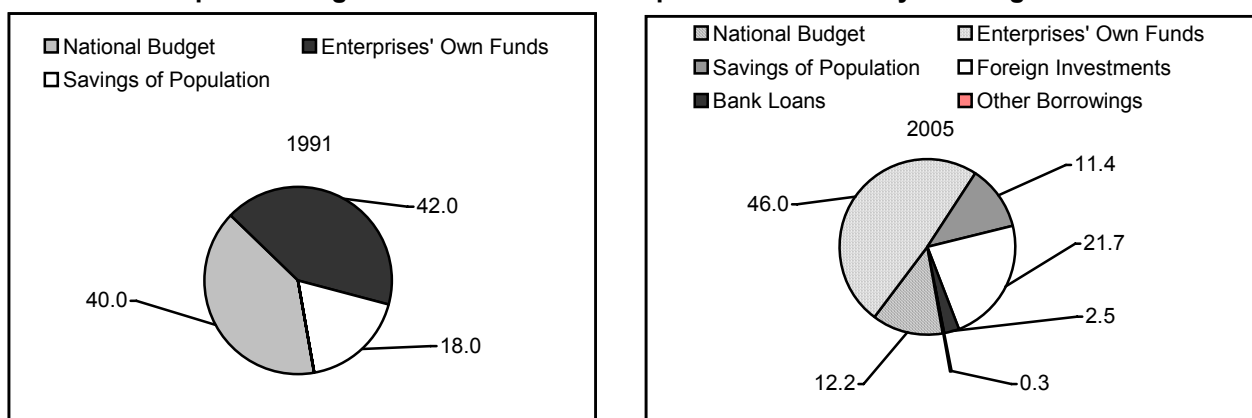 National Budget Enterprises' Own Funds
Savings of Population
1991
42.0
40.0
18.0
National Budget Enterprises' Own Funds
Savings of Population Foreign Investments
Bank Loans Other Borrowings
2005
11.4
46.0
21.7
2.5
12.2
0.3